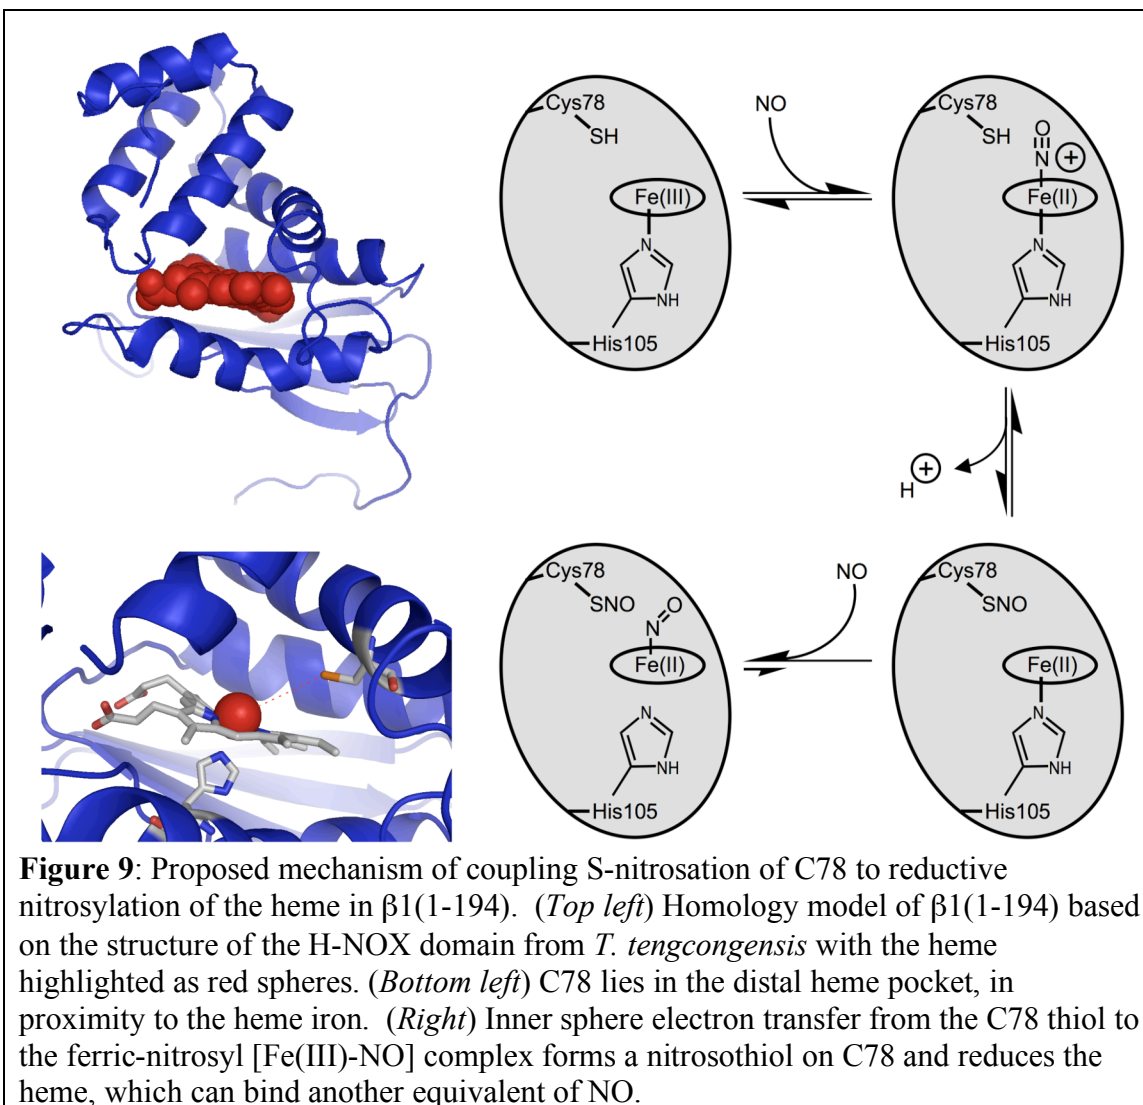 Cys78
SH
Fe(III)
N
NH
His105
NO
Cys78
SH
O
N
+
Fe(II)
N
NH
His105
H
+
Cys78
SNO
N
O
Fe(II)
N
NH
His105
NO
Cys78
SNO
Fe(II)
N
NH
His105
Figure 9: Proposed mechanism of coupling S-nitrosation of C78 to reductive
nitrosylation of the heme in β1(1-194). (Top left) Homology model of β1(1-194) based
on the structure of the H-NOX domain from T. tengcongensis with the heme
highlighted as red spheres. (Bottom left) C78 lies in the distal heme pocket, in
proximity to the heme iron. (Right) Inner sphere electron transfer from the C78 thiol to
the ferric-nitrosyl [Fe(III)-NO] complex forms a nitrosothiol on C78 and reduces the
heme, which can bind another equivalent of NO.